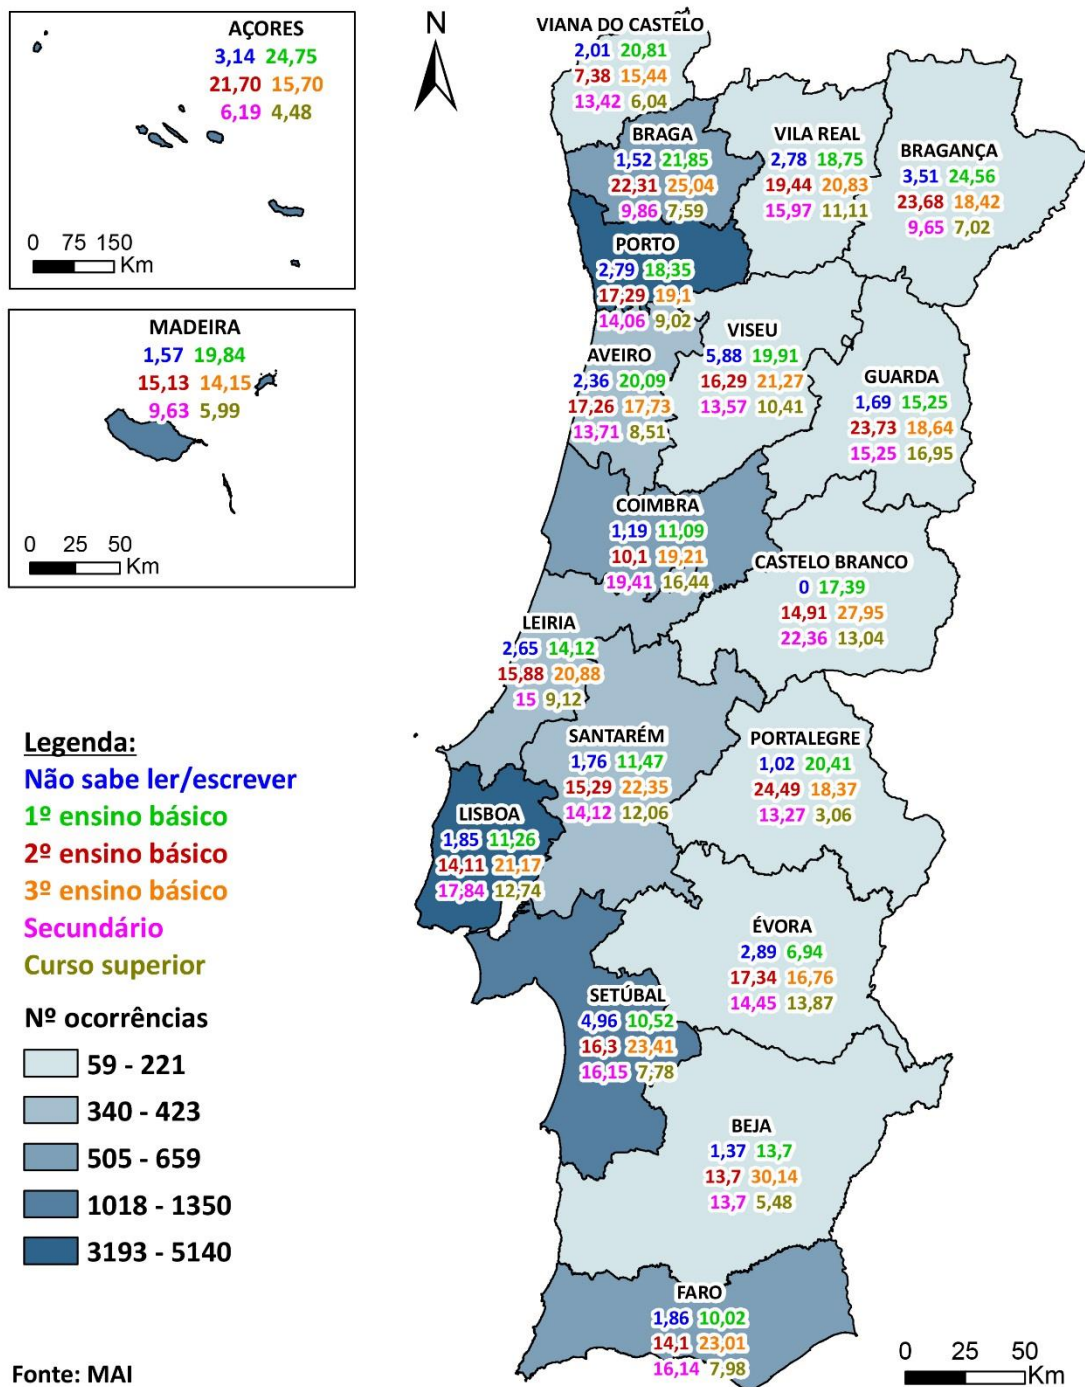 AÇORES
3,14 24,75
21,70 15,70
6,19 4,48
0 75 150
Km
MADEIRA
1,57 19,84
15,13 14,15
9,63 5,99
0 25 50
Km
N
VIANA DO CASTELO
2,01 20,81
7,38 15,44
13,42 6,04
BRAGA
1,52 21,85
22,31 25,04
9,86 7,59
VILA REAL
2,78 18,75
19,44 20,83
15,97 11,11
BRAGANÇA
3,51 24,56
23,68 18,42
9,65 7,02
PORTO
2,79 18,35
17,29 19,1
14,06 9,02
AVEIRO
2,36 20,09
17,26 17,73
13,71 8,51
VISEU
5,88 19,91
16,29 21,27
13,57 10,41
GUARDA
1,69 15,25
23,73 18,64
15,25 16,95
COIMBRA
1,19 11,09
10,1 19,21
19,41 16,44
CASTELO BRANCO
0 17,39
14,91 27,95
22,36 13,04
LEIRIA
2,65 14,12
15,88 20,88
15 9,12
SANTARÉM
1,76 11,47
15,29 22,35
14,12 12,06
PORTALEGRE
1,02 20,41
24,49 18,37
13,27 3,06
LISBOA
1,85 11,26
14,11 21,17
17,84 12,74
ÉVORA
2,89 6,94
17,34 16,76
14,45 13,87
SETÚBAL
4,96 10,52
16,3 23,41
16,15 7,78
BEJA
1,37 13,7
13,7 30,14
13,7 5,48
FARO
1,86 10,02
14,1 23,01
16,14 7,98
Legenda:
Não sabe ler/escrever
1º ensino básico
2º ensino básico
3º ensino básico
Secundário
Curso superior
Nº ocorrências
59 - 221
340 - 423
505 - 659
1018 - 1350
3193 - 5140
Fonte: MAI
0 25 50
Km